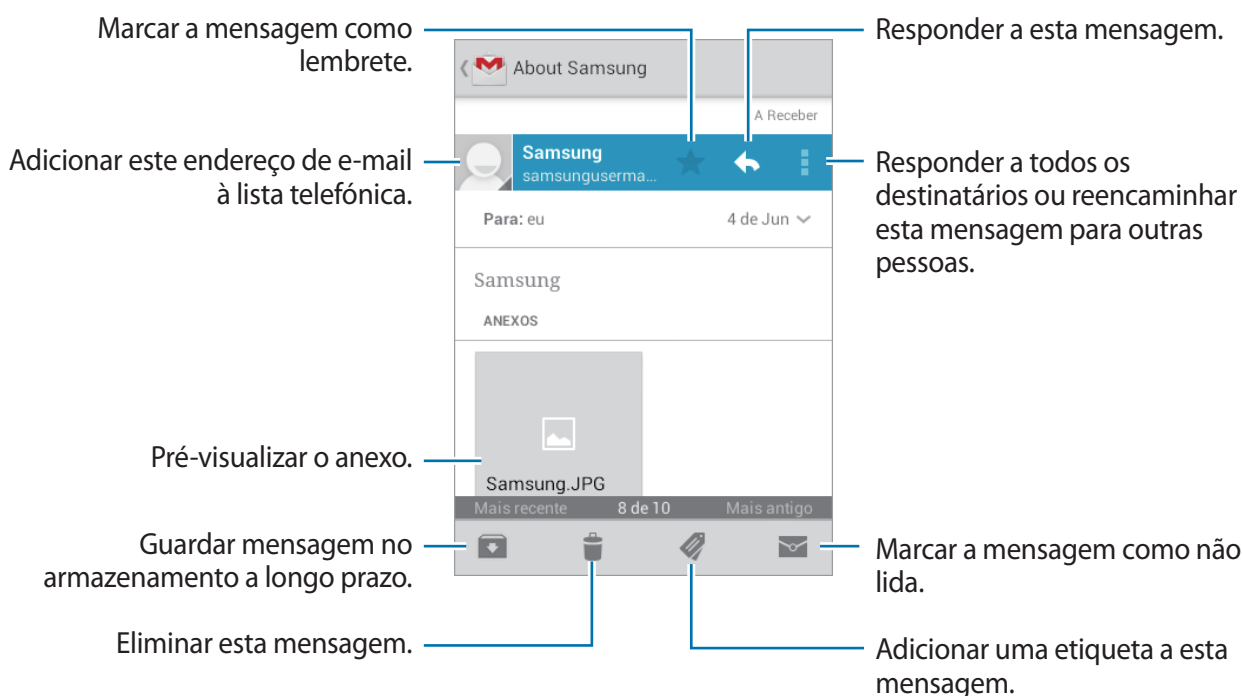 Marcar a mensagem como
lembrete.
Adicionar este endereço de e-mail
à lista telefónica.
Pré-visualizar o anexo.
Guardar mensagem no
armazenamento a longo prazo.
Eliminar esta mensagem.
About Samsung
A Receber
Samsung
samsunguserma...
Para: eu
4 de Jun
Samsung
ANEXOS
Samsung.JPG
Mais recente
8 de 10
Mais antigo
Responder a esta mensagem.
Responder a todos os
destinatários ou reencaminhar
esta mensagem para outras
pessoas.
Marcar a mensagem como não
lida.
Adicionar uma etiqueta a esta
mensagem.